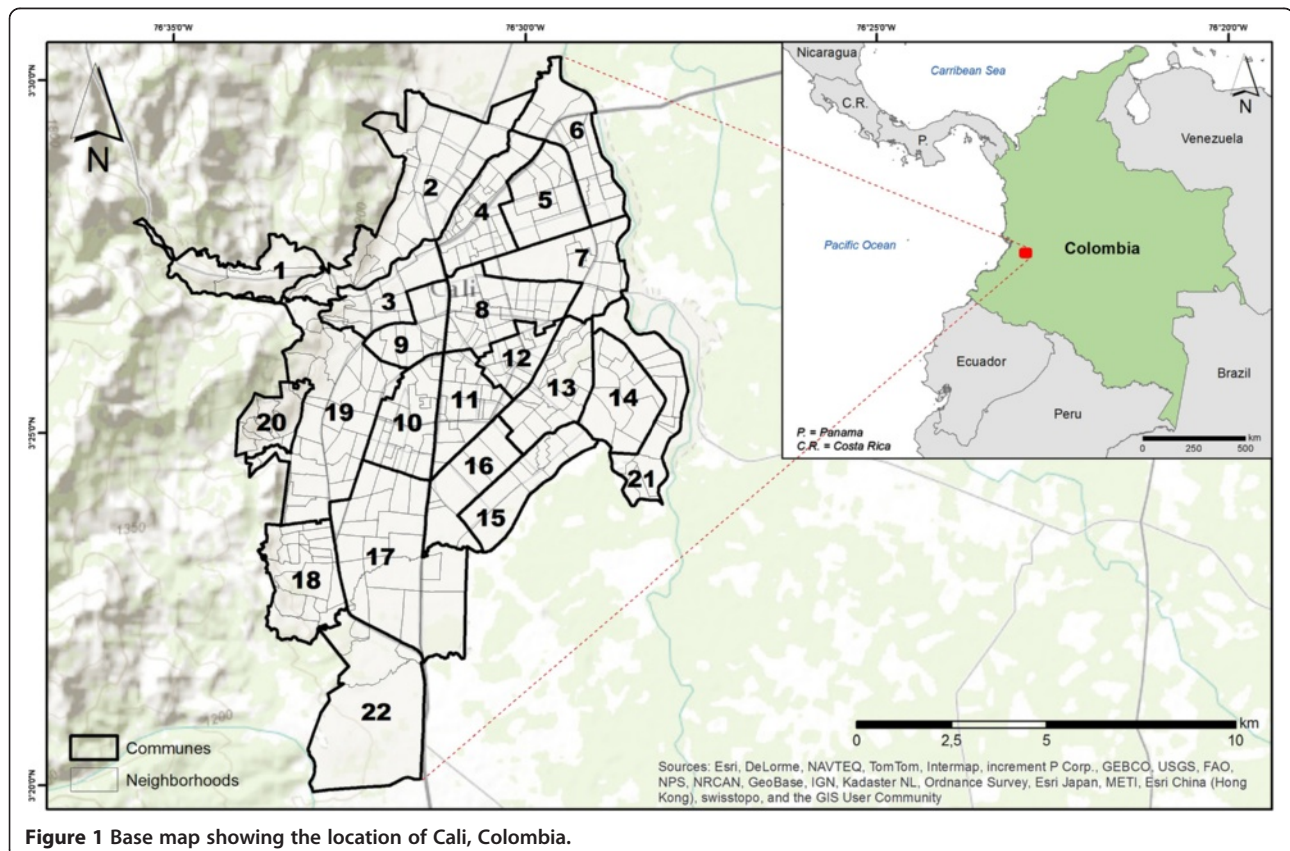 76°35'0"W
76°30'0"W
76°25'0"W
76°20'0"W
3°30'0"N
3°25'0"N
3°20'0"N
N
Nicaragua
Carribean Sea
C.R.
P.
Venezuela
N
Pacific Ocean
Colombia
Ecuador
Peru
Brazil
P. = Panama
C.R. = Costa Rica
km
0 250 500
6
2
5
4
7
1
3
Cali
8
9
12
13
14
19
11
10
20
16
21
15
17
18
22
1350
1200
Communes
Neighborhoods
km
0 2,5 5 10
Sources: Esri, DeLorme, NAVTEQ, TomTom, Intermap, increment P Corp., GEBCO, USGS, FAO,
NPS, NRCAN, GeoBase, IGN, Kadaster NL, Ordnance Survey, Esri Japan, METI, Esri China (Hong
Kong), swisstopo, and the GIS User Community
Figure 1 Base map showing the location of Cali, Colombia.